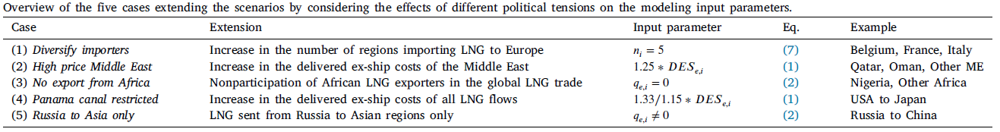 Overview of the five cases extending the scenarios by considering the effects of different political tensions on the modeling input parameters.
Case Extension Input parameter Eq. Example
(1) Diversify importers Increase in the number of regions importing LNG to Europe n_i = 5 (7) Belgium, France, Italy
(2) High price Middle East Increase in the delivered ex-ship costs of the Middle East 1.25 ∗ DES_e,i (1) Qatar, Oman, Other ME
(3) No export from Africa Nonparticipation of African LNG exporters in the global LNG trade q_e,i = 0 (2) Nigeria, Other Africa
(4) Panama canal restricted Increase in the delivered ex-ship costs of all LNG flows 1.33/1.15 ∗ DES_e,i (1) USA to Japan
(5) Russia to Asia only LNG sent from Russia to Asian regions only q_e,i ≠ 0 (2) Russia to China